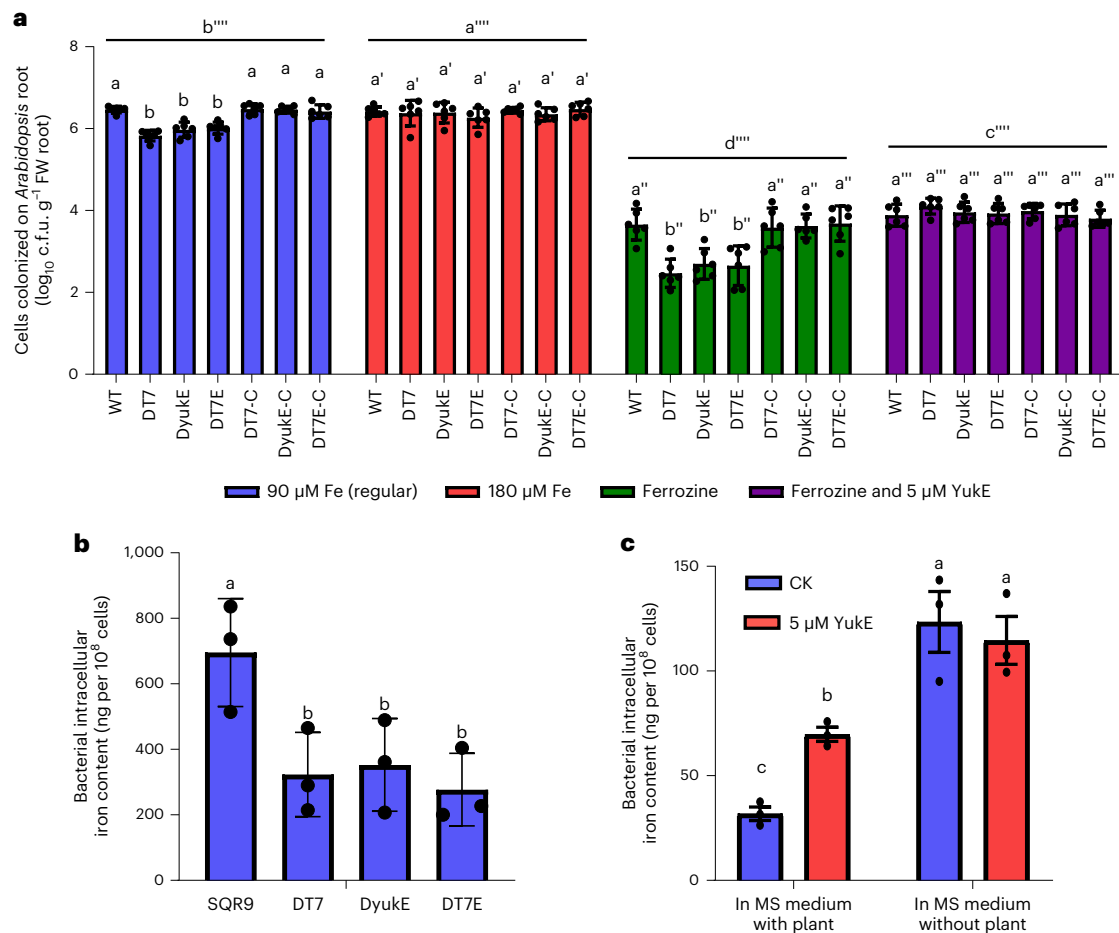 a
b'''' a'''' d'''' c''''
a b b b a a a a' a' a' a' a' a' a' a'' b'' b'' b'' a'' a'' a'' a''' a''' a''' a''' a''' a''' a'''
Cells colonized on Arabidopsis root
(log10 c.f.u. g–1 FW root)
8
6
4
2
0
WT DT7 DyukE DT7E DT7-C DyukE-C DT7E-C WT DT7 DyukE DT7E DT7-C DyukE-C DT7E-C WT DT7 DyukE DT7E DT7-C DyukE-C DT7E-C WT DT7 DyukE DT7E DT7-C DyukE-C DT7E-C
90 µM Fe (regular) 180 µM Fe Ferrozine Ferrozine and 5 µM YukE
b
Bacterial intracellular
iron content (ng per 10^8 cells)
1,000
800
600
400
200
0
a b b b
SQR9 DT7 DyukE DT7E
c
Bacterial intracellular
iron content (ng per 10^8 cells)
150
100
50
0
CK
5 µM YukE
c b a a
In MS medium
with plant
In MS medium
without plant